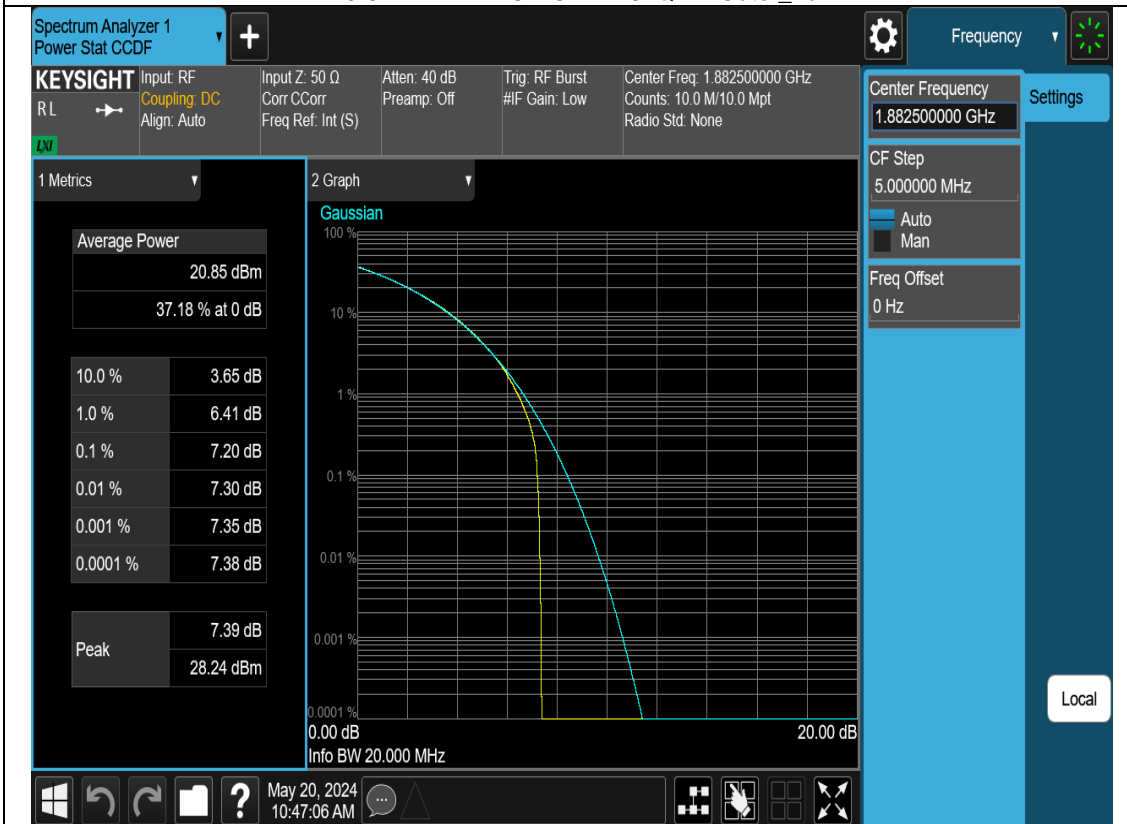 Spectrum Analyzer 1
Power Stat CCDF
Frequency
KEYSIGHT
R L
LXI
Input: RF
Coupling: DC
Align: Auto
Input Z: 50 Ω
Corr CCorr
Freq Ref: Int (S)
Atten: 40 dB
Preamp: Off
Trig: RF Burst
#IF Gain: Low
Center Freq: 1.882500000 GHz
Counts: 10.0 M/10.0 Mpt
Radio Std: None
Center Frequency
1.882500000 GHz
Settings
CF Step
5.000000 MHz
Auto
Man
Freq Offset
0 Hz
Local
1 Metrics
Average Power
20.85 dBm
37.18 % at 0 dB
10.0 % 3.65 dB
1.0 % 6.41 dB
0.1 % 7.20 dB
0.01 % 7.30 dB
0.001 % 7.35 dB
0.0001 % 7.38 dB
Peak
7.39 dB
28.24 dBm
2 Graph
Gaussian
100 %
10 %
1 %
0.1 %
0.01 %
0.001 %
0.0001 %
0.00 dB 20.00 dB
Info BW 20.000 MHz
?
May 20, 2024
10:47:06 AM